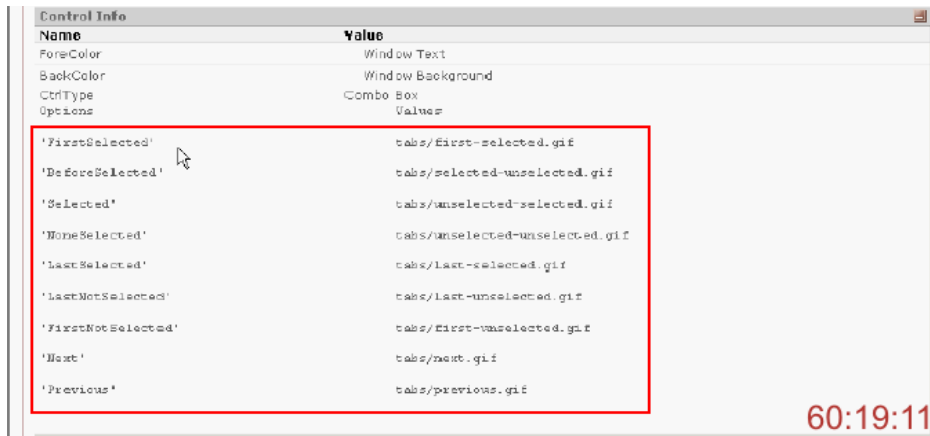 Control Info
Name Value
ForeColor Window Text
BackColor Window Background
CtrlType Combo Box
Options Values
'FirstSelected' tabs/first-selected.gif
'BeforeSelected' tabs/selected-unselected.gif
'Selected' tabs/unselected-selected.gif
'NoneSelected' tabs/unselected-unselected.gif
'LastSelected' tabs/last-selected.gif
'LastNotSelected' tabs/last-unselected.gif
'FirstNotSelected' tabs/first-unselected.gif
'Next' tabs/next.gif
'Previous' tabs/previous.gif
60:19:11